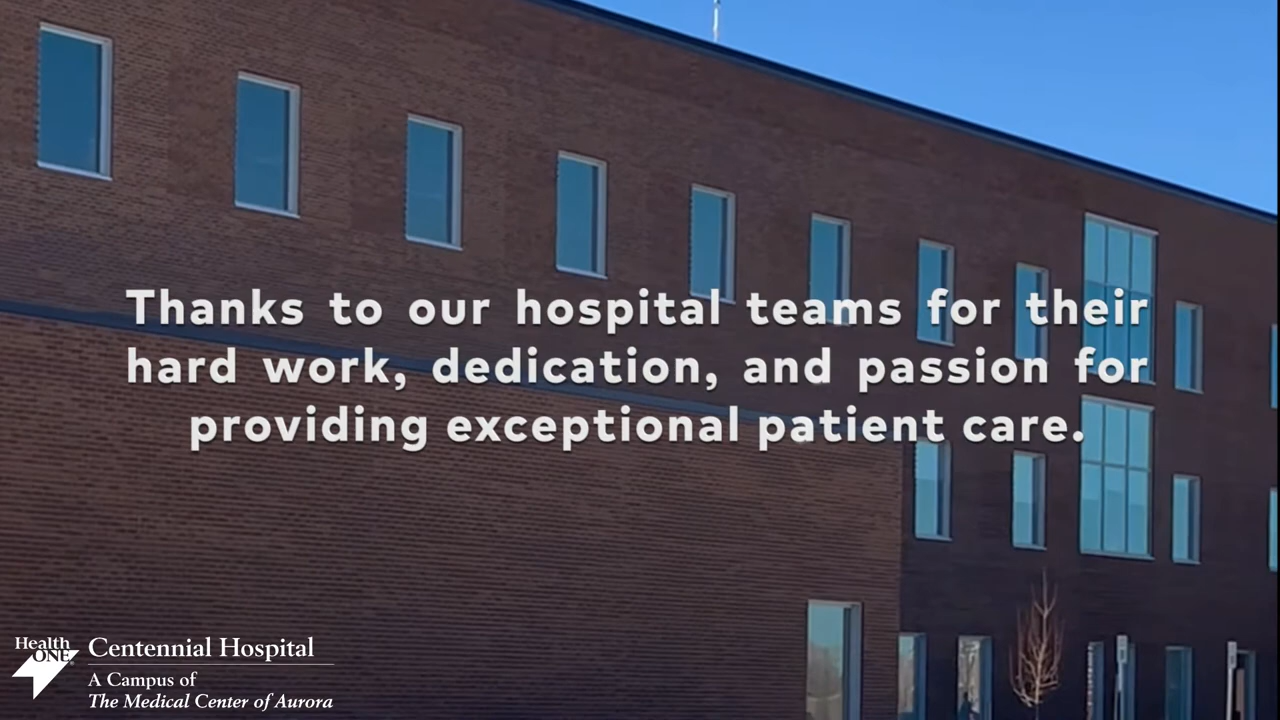 Thanks to our hospital teams for their
hard work, dedication, and passion for
providing exceptional patient care.
Health
ONE
Centennial Hospital
A Campus of
The Medical Center of Aurora